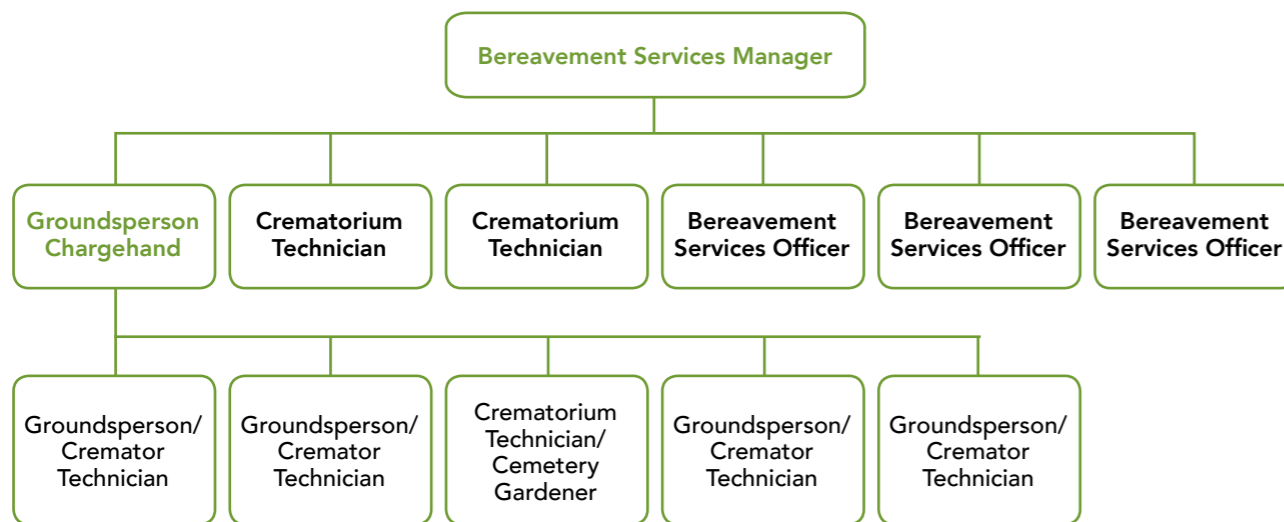 Bereavement Services Manager
Groundsperson
Chargehand
Crematorium
Technician
Crematorium
Technician
Bereavement
Services Officer
Bereavement
Services Officer
Bereavement
Services Officer
Groundsperson/
Cremator
Technician
Groundsperson/
Cremator
Technician
Crematorium
Technician/
Cemetery
Gardener
Groundsperson/
Cremator
Technician
Groundsperson/
Cremator
Technician